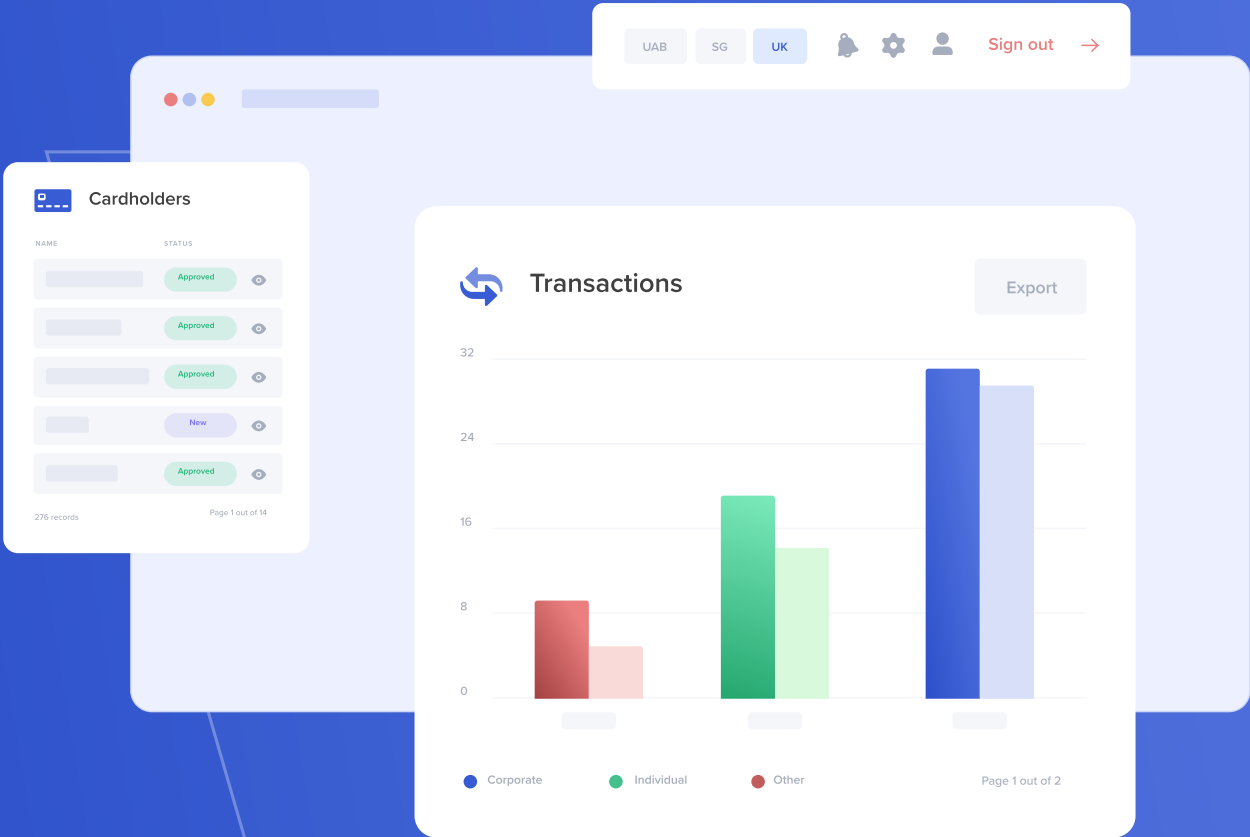 UAB SG UK Sign out
Cardholders
NAME STATUS
Approved
Approved
Approved
New
Approved
276 records Page 1 out of 14
Transactions Export
32
24
16
8
0
Corporate Individual Other Page 1 out of 2